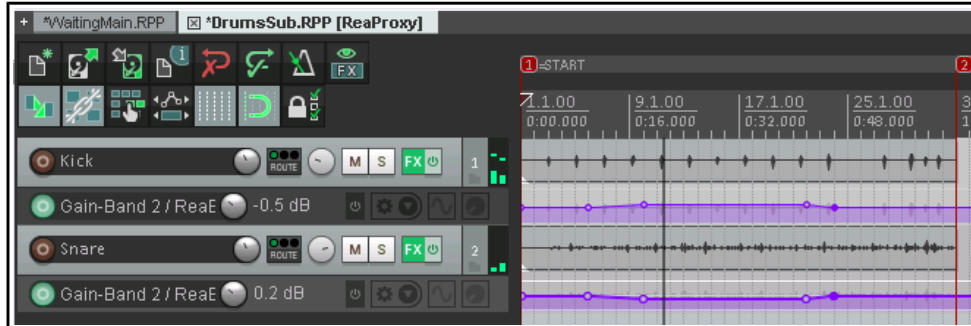 + *WaitingMain.RPP *DrumsSub.RPP [ReaProxy]
FX
1=START 2
1.1.00 9.1.00 17.1.00 25.1.00 3
0:00.000 0:16.000 0:32.000 0:48.000 1
Kick ROUTE M S FX 1
Gain-Band 2 / ReaE -0.5 dB
Snare ROUTE M S FX 2
Gain-Band 2 / ReaE 0.2 dB